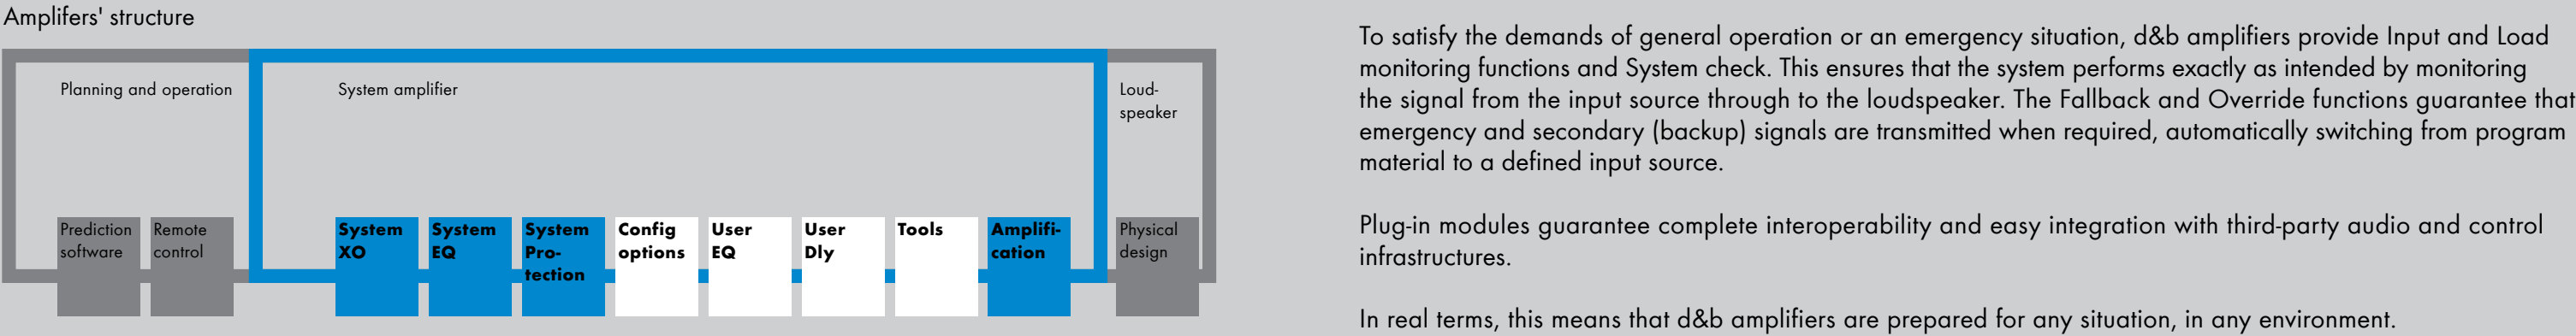 Amplifers' structure
Planning and operation
System amplifier
Loud-
speaker
Prediction
software
Remote
control
System
XO
System
EQ
System
Pro-
tection
Config
options
User
EQ
User
Dly
Tools
Amplifi-
cation
Physical
design
To satisfy the demands of general operation or an emergency situation, d&b amplifiers provide Input and Load
monitoring functions and System check. This ensures that the system performs exactly as intended by monitoring
the signal from the input source through to the loudspeaker. The Fallback and Override functions guarantee that
emergency and secondary (backup) signals are transmitted when required, automatically switching from program
material to a defined input source.
Plug-in modules guarantee complete interoperability and easy integration with third-party audio and control
infrastructures.
In real terms, this means that d&b amplifiers are prepared for any situation, in any environment.